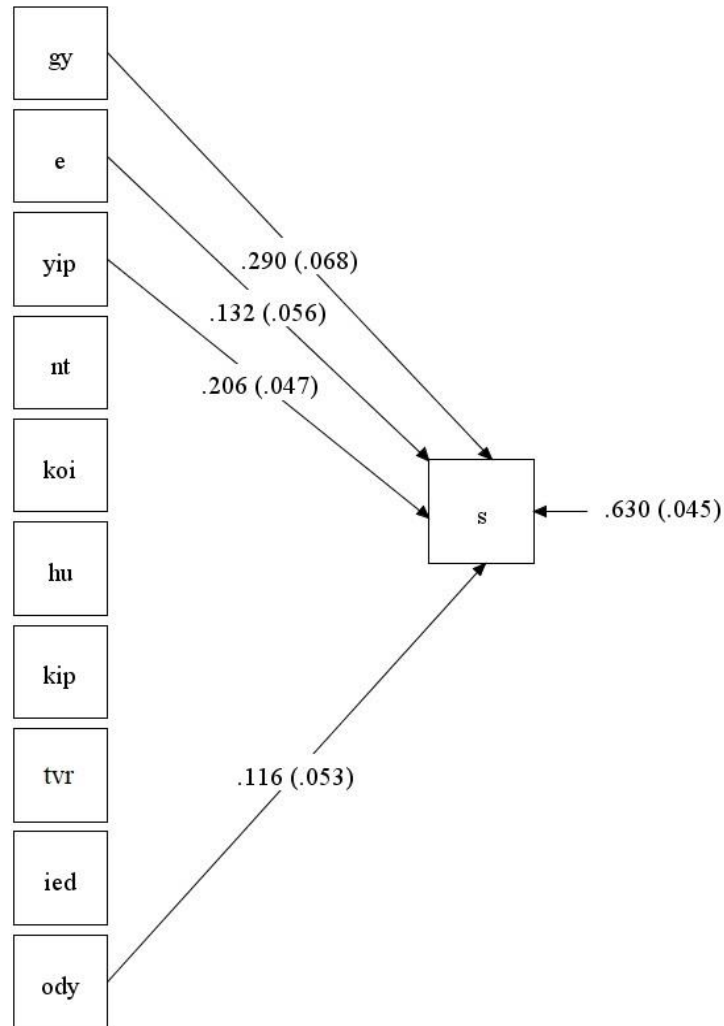 gy
e
yip
.290 (.068)
.132 (.056)
nt
.206 (.047)
koi
s
.630 (.045)
hu
kip
tvr
.116 (.053)
ied
ody